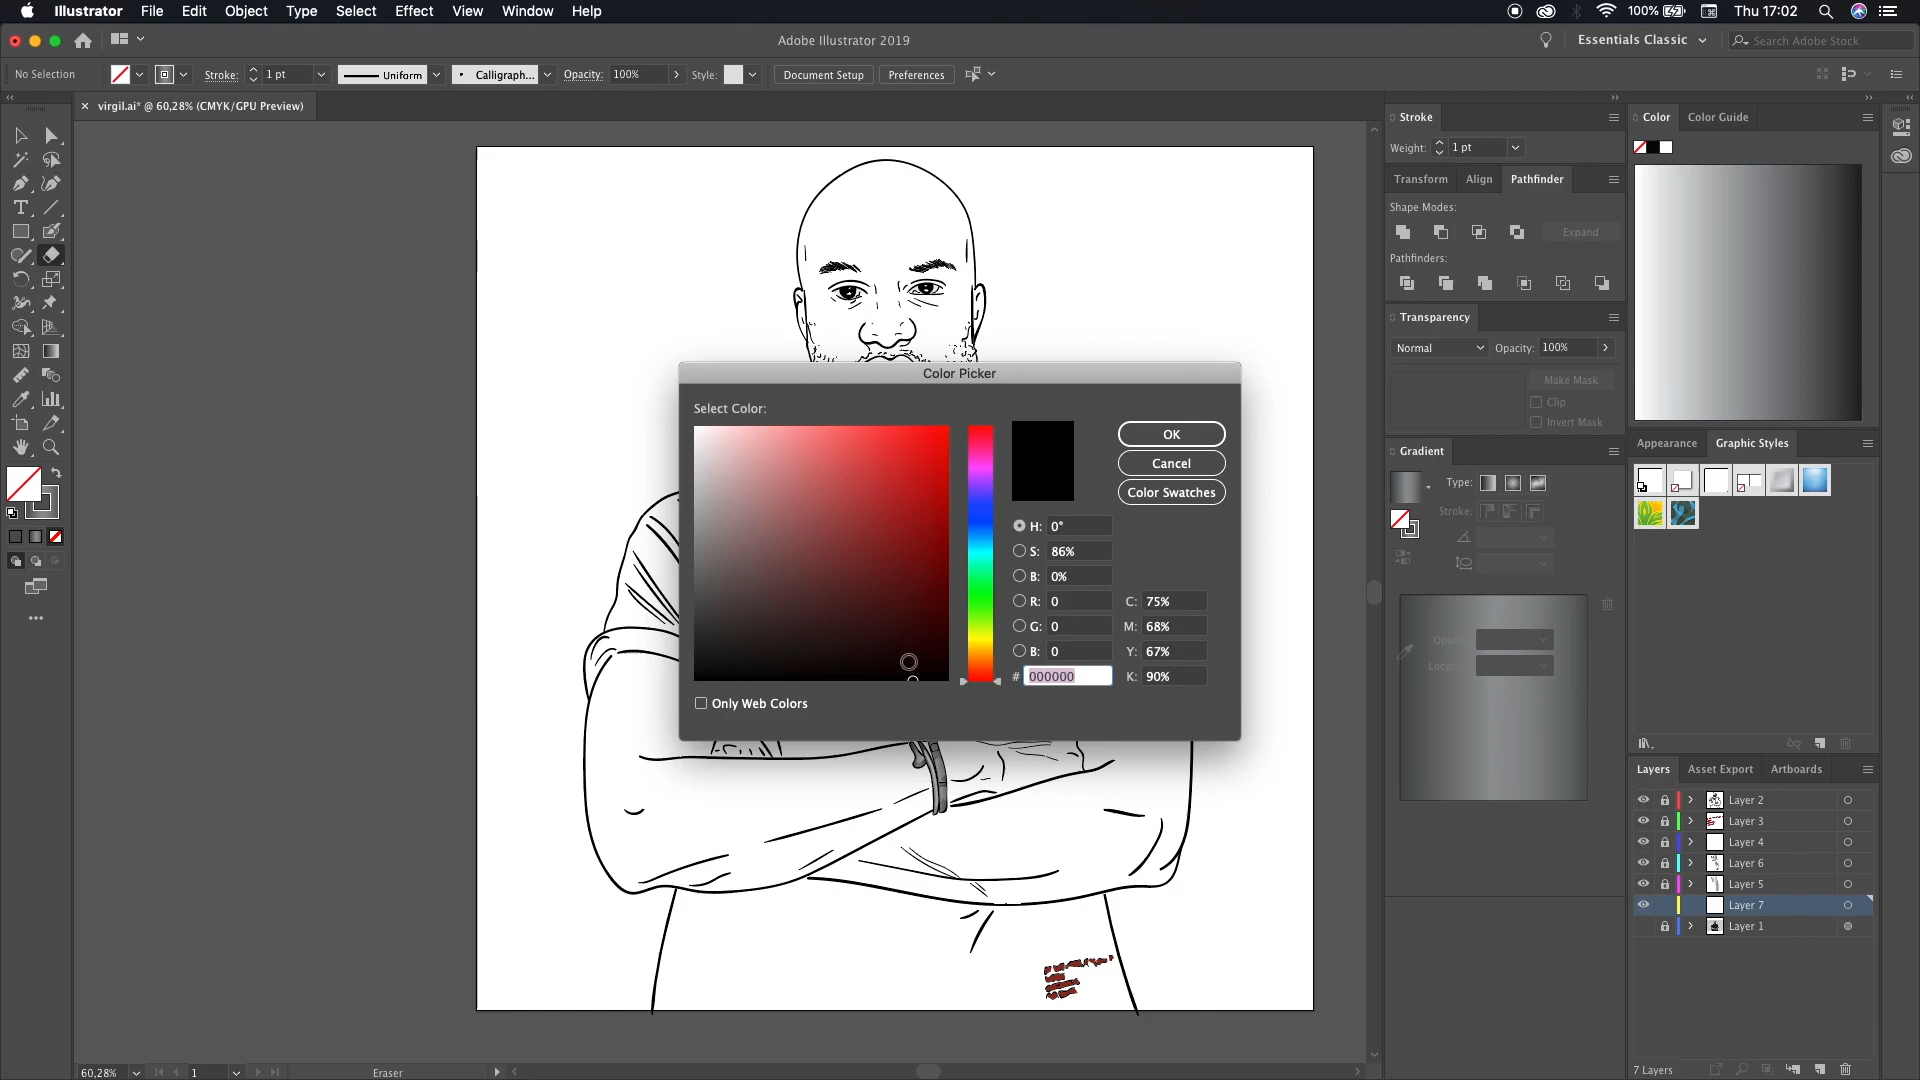 Illustrator File Edit Object Type Select Effect View Window Help
100% Thu 17:02
Adobe Illustrator 2019
Essentials Classic
Search Adobe Stock
No Selection
Stroke: 1 pt
Uniform
Calligraph...
Opacity: 100%
Style:
Document Setup
Preferences
× virgil.ai* @ 60,28% (CMYK/GPU Preview)
Stroke
Weight: 1 pt
Transform Align Pathfinder
Shape Modes:
Expand
Pathfinders:
Transparency
Normal Opacity: 100%
Make Mask
Clip
Invert Mask
Gradient
Type:
Stroke:
Opac
Locatio
Color Color Guide
Appearance Graphic Styles
Layers Asset Export Artboards
Layer 2
Layer 3
Layer 4
Layer 6
Layer 5
Layer 7
Layer 1
7 Layers
Color Picker
Select Color:
OK
Cancel
Color Swatches
H: 0°
S: 86%
B: 0%
R: 0
G: 0
B: 0
# 000000
C: 75%
M: 68%
Y: 67%
K: 90%
Only Web Colors
60,28%
1
Eraser